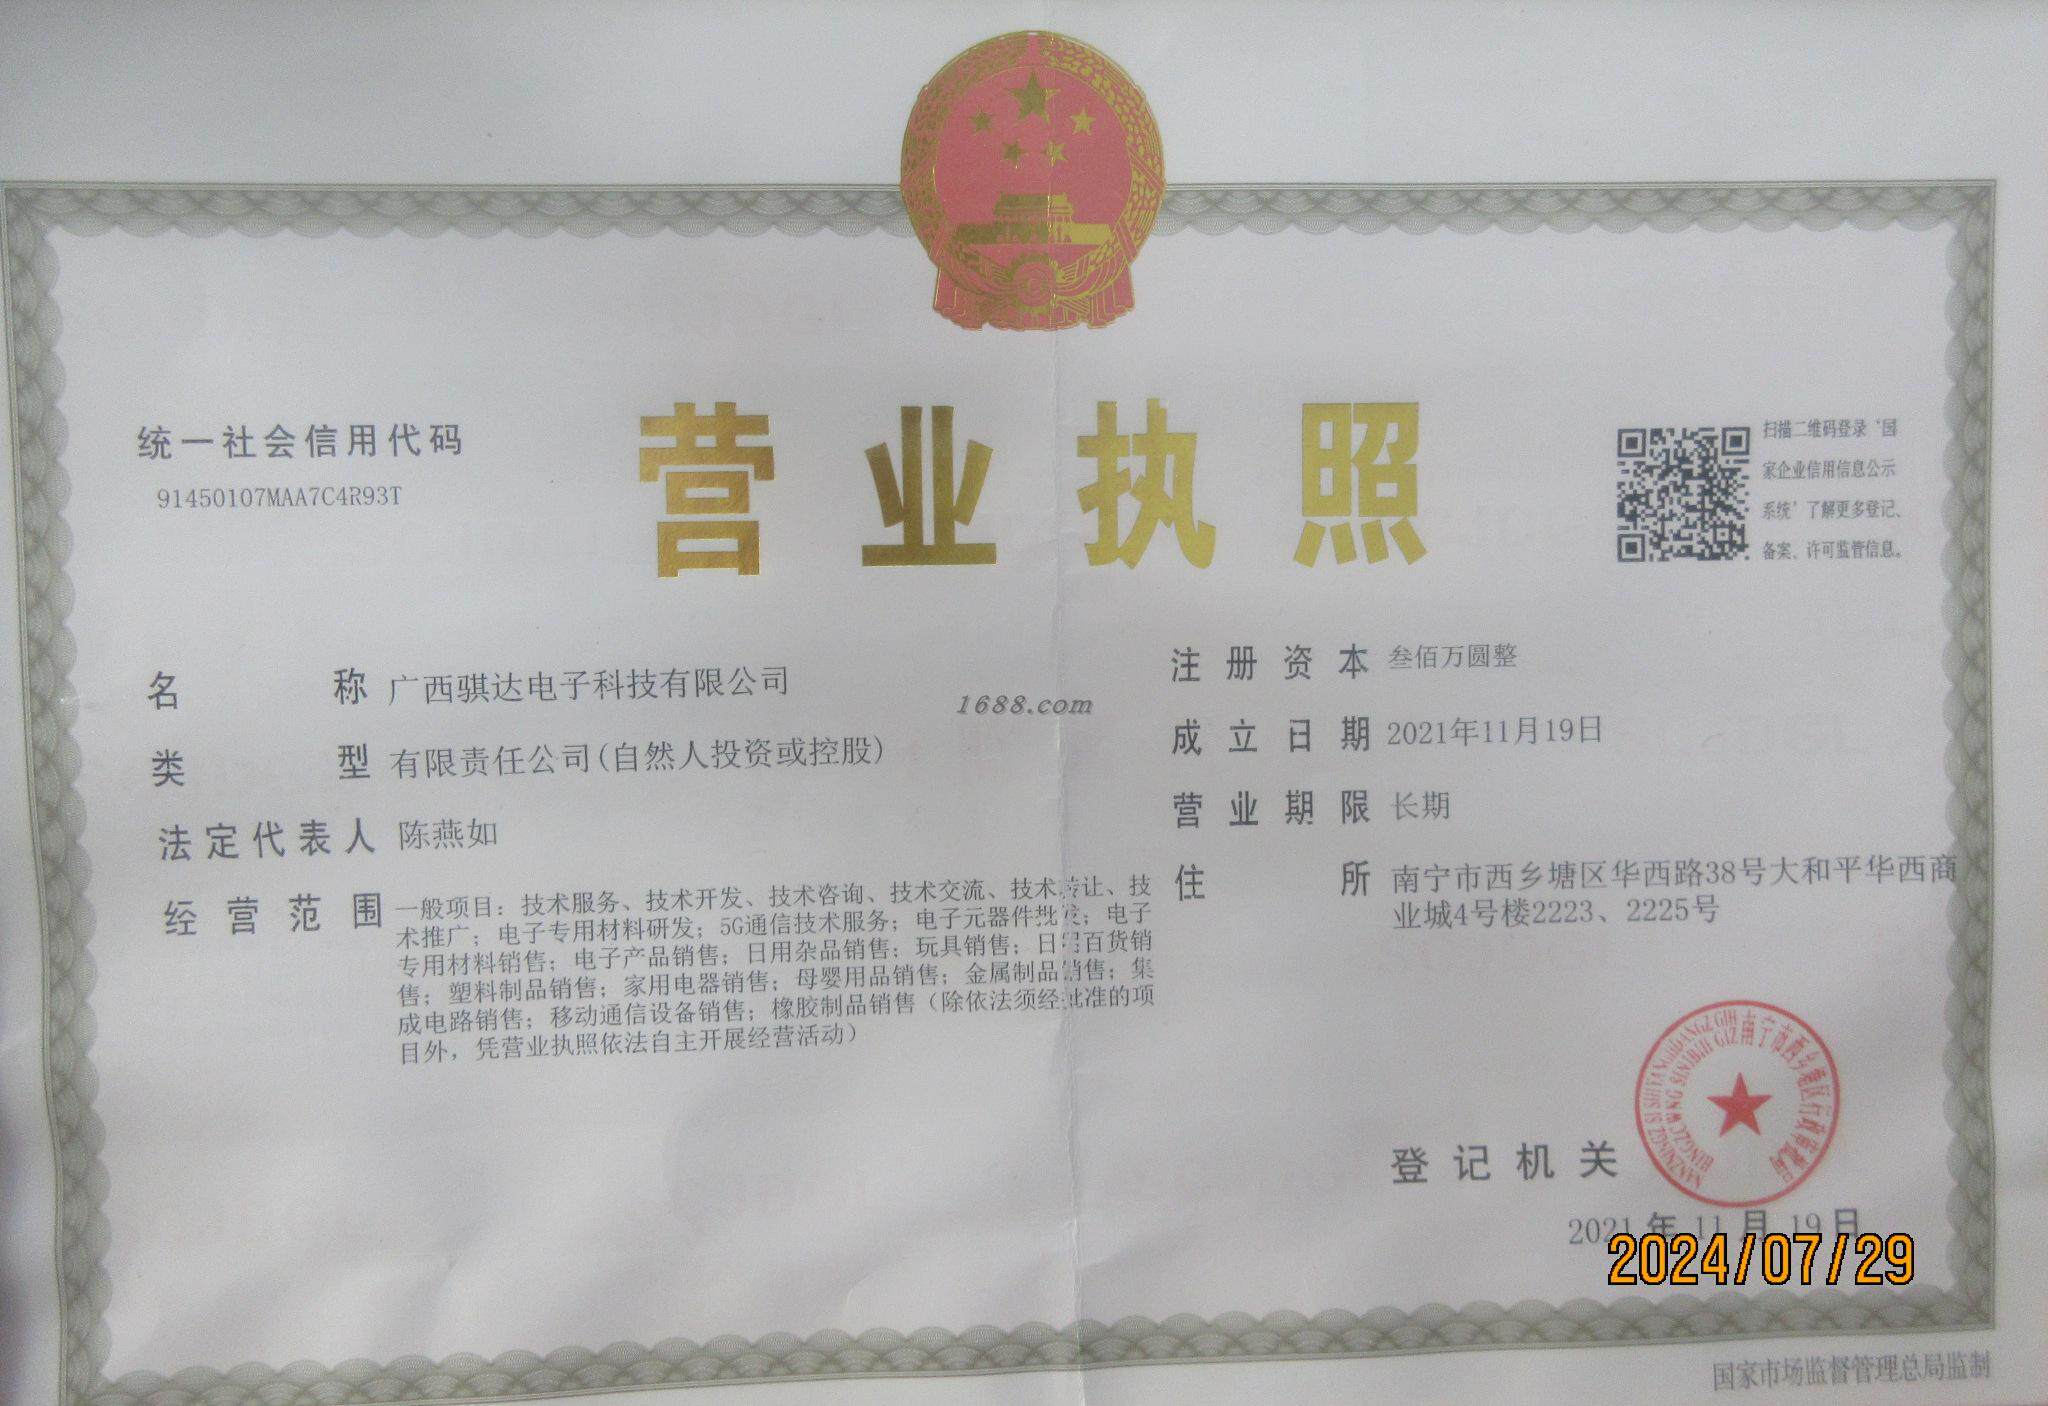 营业执照
统一社会信用代码
91450107MAA7C4R93T
扫描二维码登录‘国
家企业信用信息公示
系统’了解更多登记、
备案、许可监管信息。
名称 广西骐达电子科技有限公司
类型 有限责任公司(自然人投资或控股)
法定代表人 陈燕如
经营范围 一般项目：技术服务、技术开发、技术咨询、技术交流、技术转让、技
术推广；电子专用材料研发；5G通信技术服务；电子元器件批发；电子
专用材料销售；电子产品销售；日用杂品销售；玩具销售；日用百货销
售；塑料制品销售；家用电器销售；母婴用品销售；金属制品销售；集
成电路销售；移动通信设备销售；橡胶制品销售（除依法须经批准的项
目外，凭营业执照依法自主开展经营活动）
1688.com
注册资本 叁佰万圆整
成立日期 2021年11月19日
营业期限 长期
住所 南宁市西乡塘区华西路38号大和平华西商
业城4号楼2223、2225号
南宁市西乡塘区行政审批局
登记机关
2021年11月19日
2024/07/29
国家市场监督管理总局监制